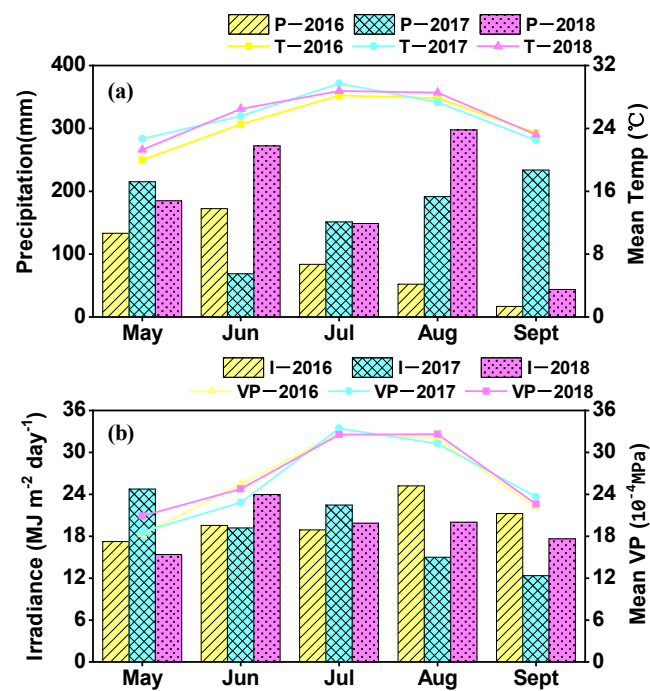 P—2016 P—2017 P—2018
T—2016 T—2017 T—2018
400 32
(a)
300 24
200 16
100 8
0 0
Precipitation(mm)
Mean Temp (℃)
May Jun Jul Aug Sept
I—2016 I—2017 I—2018
VP—2016 VP—2017 VP—2018
36 36
(b)
30 30
24 24
18 18
12 12
6 6
0 0
Irradiance (MJ m⁻² day⁻¹)
Mean VP (10⁻⁴MPa)
May Jun Jul Aug Sept